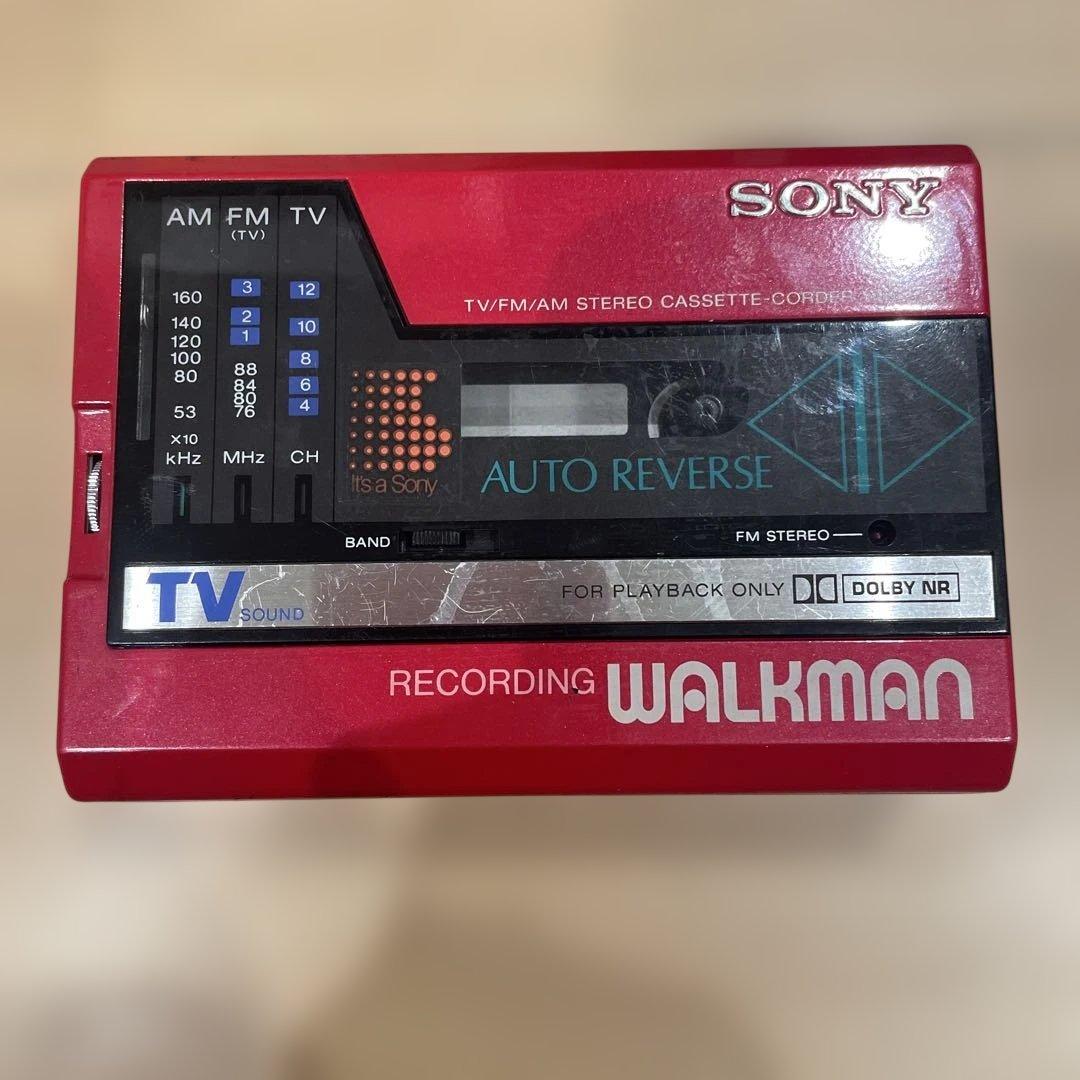 SONY
TV/FM/AM STEREO CASSETTE-CORDER
AM FM TV
(TV)
3 12
160
2 10
140
1
120
100 8
88
80 84 6
80
53 76 4
x10
kHz MHz CH
It's a Sony
AUTO REVERSE
BAND
FM STEREO
TV SOUND
FOR PLAYBACK ONLY DOLBY NR
RECORDING WALKMAN